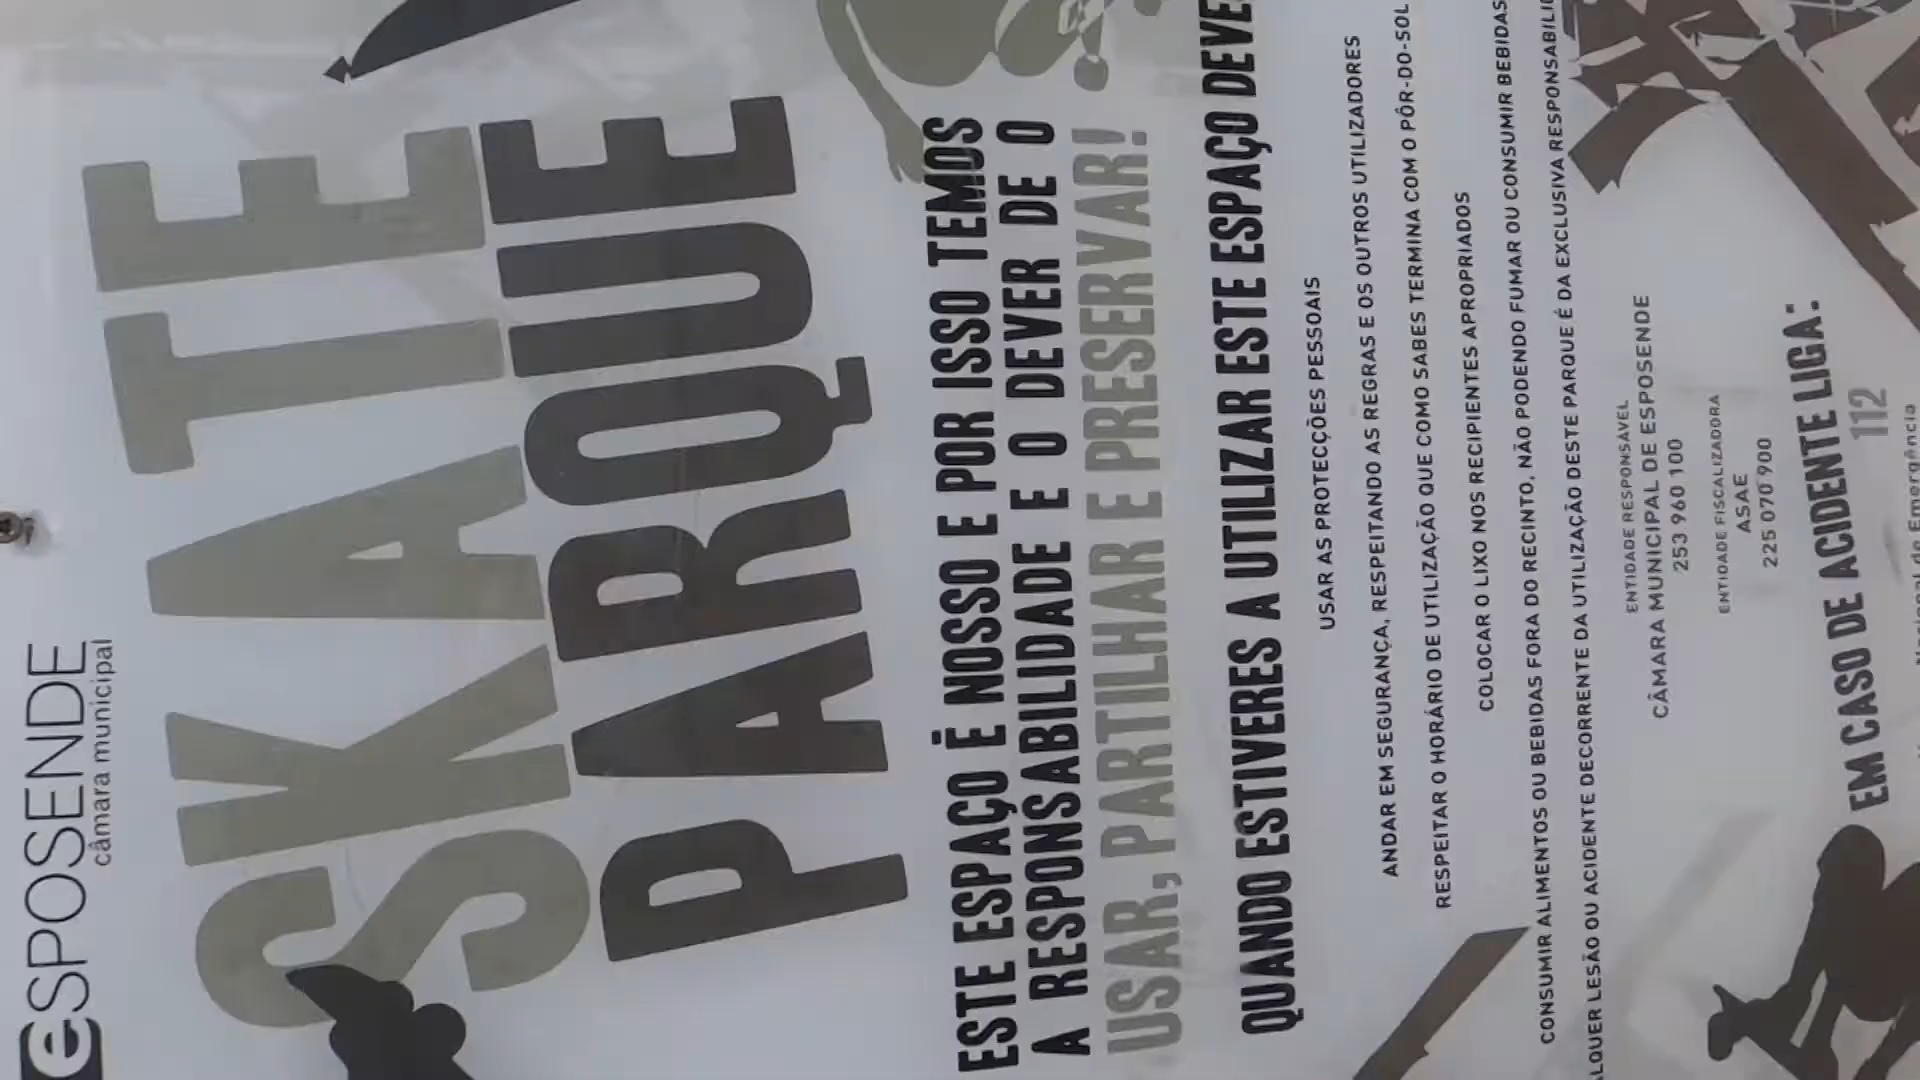 eSPOSENDE
câmara municipal
SKATE
PARQUE
ESTE ESPAÇO É NOSSO E POR ISSO TEMOS
A RESPONSABILIDADE E O DEVER DE O
USAR, PARTILHAR E PRESERVAR!
QUANDO ESTIVERES A UTILIZAR ESTE ESPAÇO
USAR AS PROTECÇÕES PESSOAIS
ANDAR EM SEGURANÇA, RESPEITANDO AS REGRAS E OS OUTROS UTILIZADORES
RESPEITAR O HORÁRIO DE UTILIZAÇÃO QUE COMO SABES TERMINA COM O PÔR-DO-SOL
COLOCAR O LIXO NOS RECIPIENTES APROPRIADOS
CONSUMIR ALIMENTOS OU BEBIDAS FORA DO RECINTO, NÃO PODENDO FUMAR OU CONSUMIR BEBIDAS
LESÃO OU ACIDENTE DECORRENTE DA UTILIZAÇÃO DESTE PARQUE É DA EXCLUSIVA
ENTIDADE RESPONSÁVEL
CÂMARA MUNICIPAL DE ESPOSENDE
253 960 100
ENTIDADE FISCALIZADORA
ASAE
225 070 900
EM CASO DE ACIDENTE LIGA:
112
de Emergência